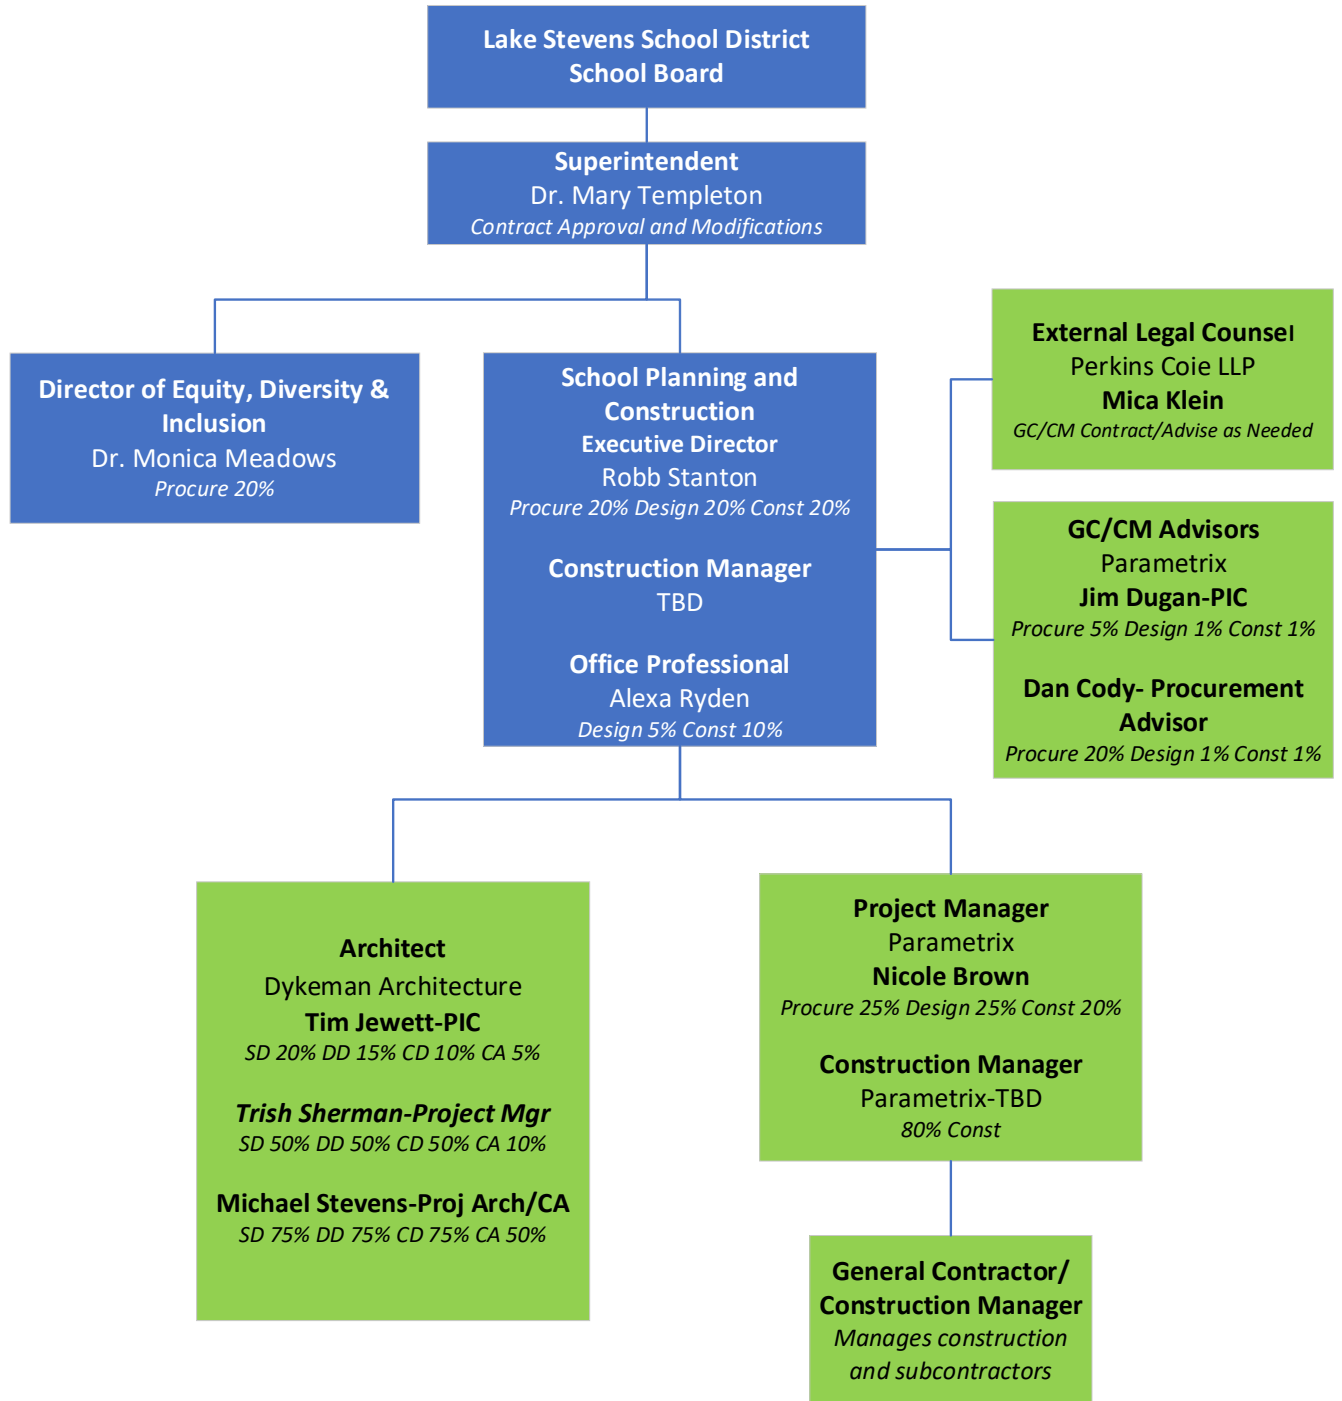 Lake Stevens School District
School Board
Superintendent
Dr. Mary Templeton
Contract Approval and Modifications
Director of Equity, Diversity &
Inclusion
Dr. Monica Meadows
Procure 20%
School Planning and
Construction
Executive Director
Robb Stanton
Procure 20% Design 20% Const 20%
Construction Manager
TBD
Office Professional
Alexa Ryden
Design 5% Const 10%
External Legal Counsel
Perkins Coie LLP
Mica Klein
GC/CM Contract/Advise as Needed
GC/CM Advisors
Parametrix
Jim Dugan-PIC
Procure 5% Design 1% Const 1%
Dan Cody- Procurement
Advisor
Procure 20% Design 1% Const 1%
Architect
Dykeman Architecture
Tim Jewett-PIC
SD 20% DD 15% CD 10% CA 5%
Trish Sherman-Project Mgr
SD 50% DD 50% CD 50% CA 10%
Michael Stevens-Proj Arch/CA
SD 75% DD 75% CD 75% CA 50%
Project Manager
Parametrix
Nicole Brown
Procure 25% Design 25% Const 20%
Construction Manager
Parametrix-TBD
80% Const
General Contractor/
Construction Manager
Manages construction
and subcontractors